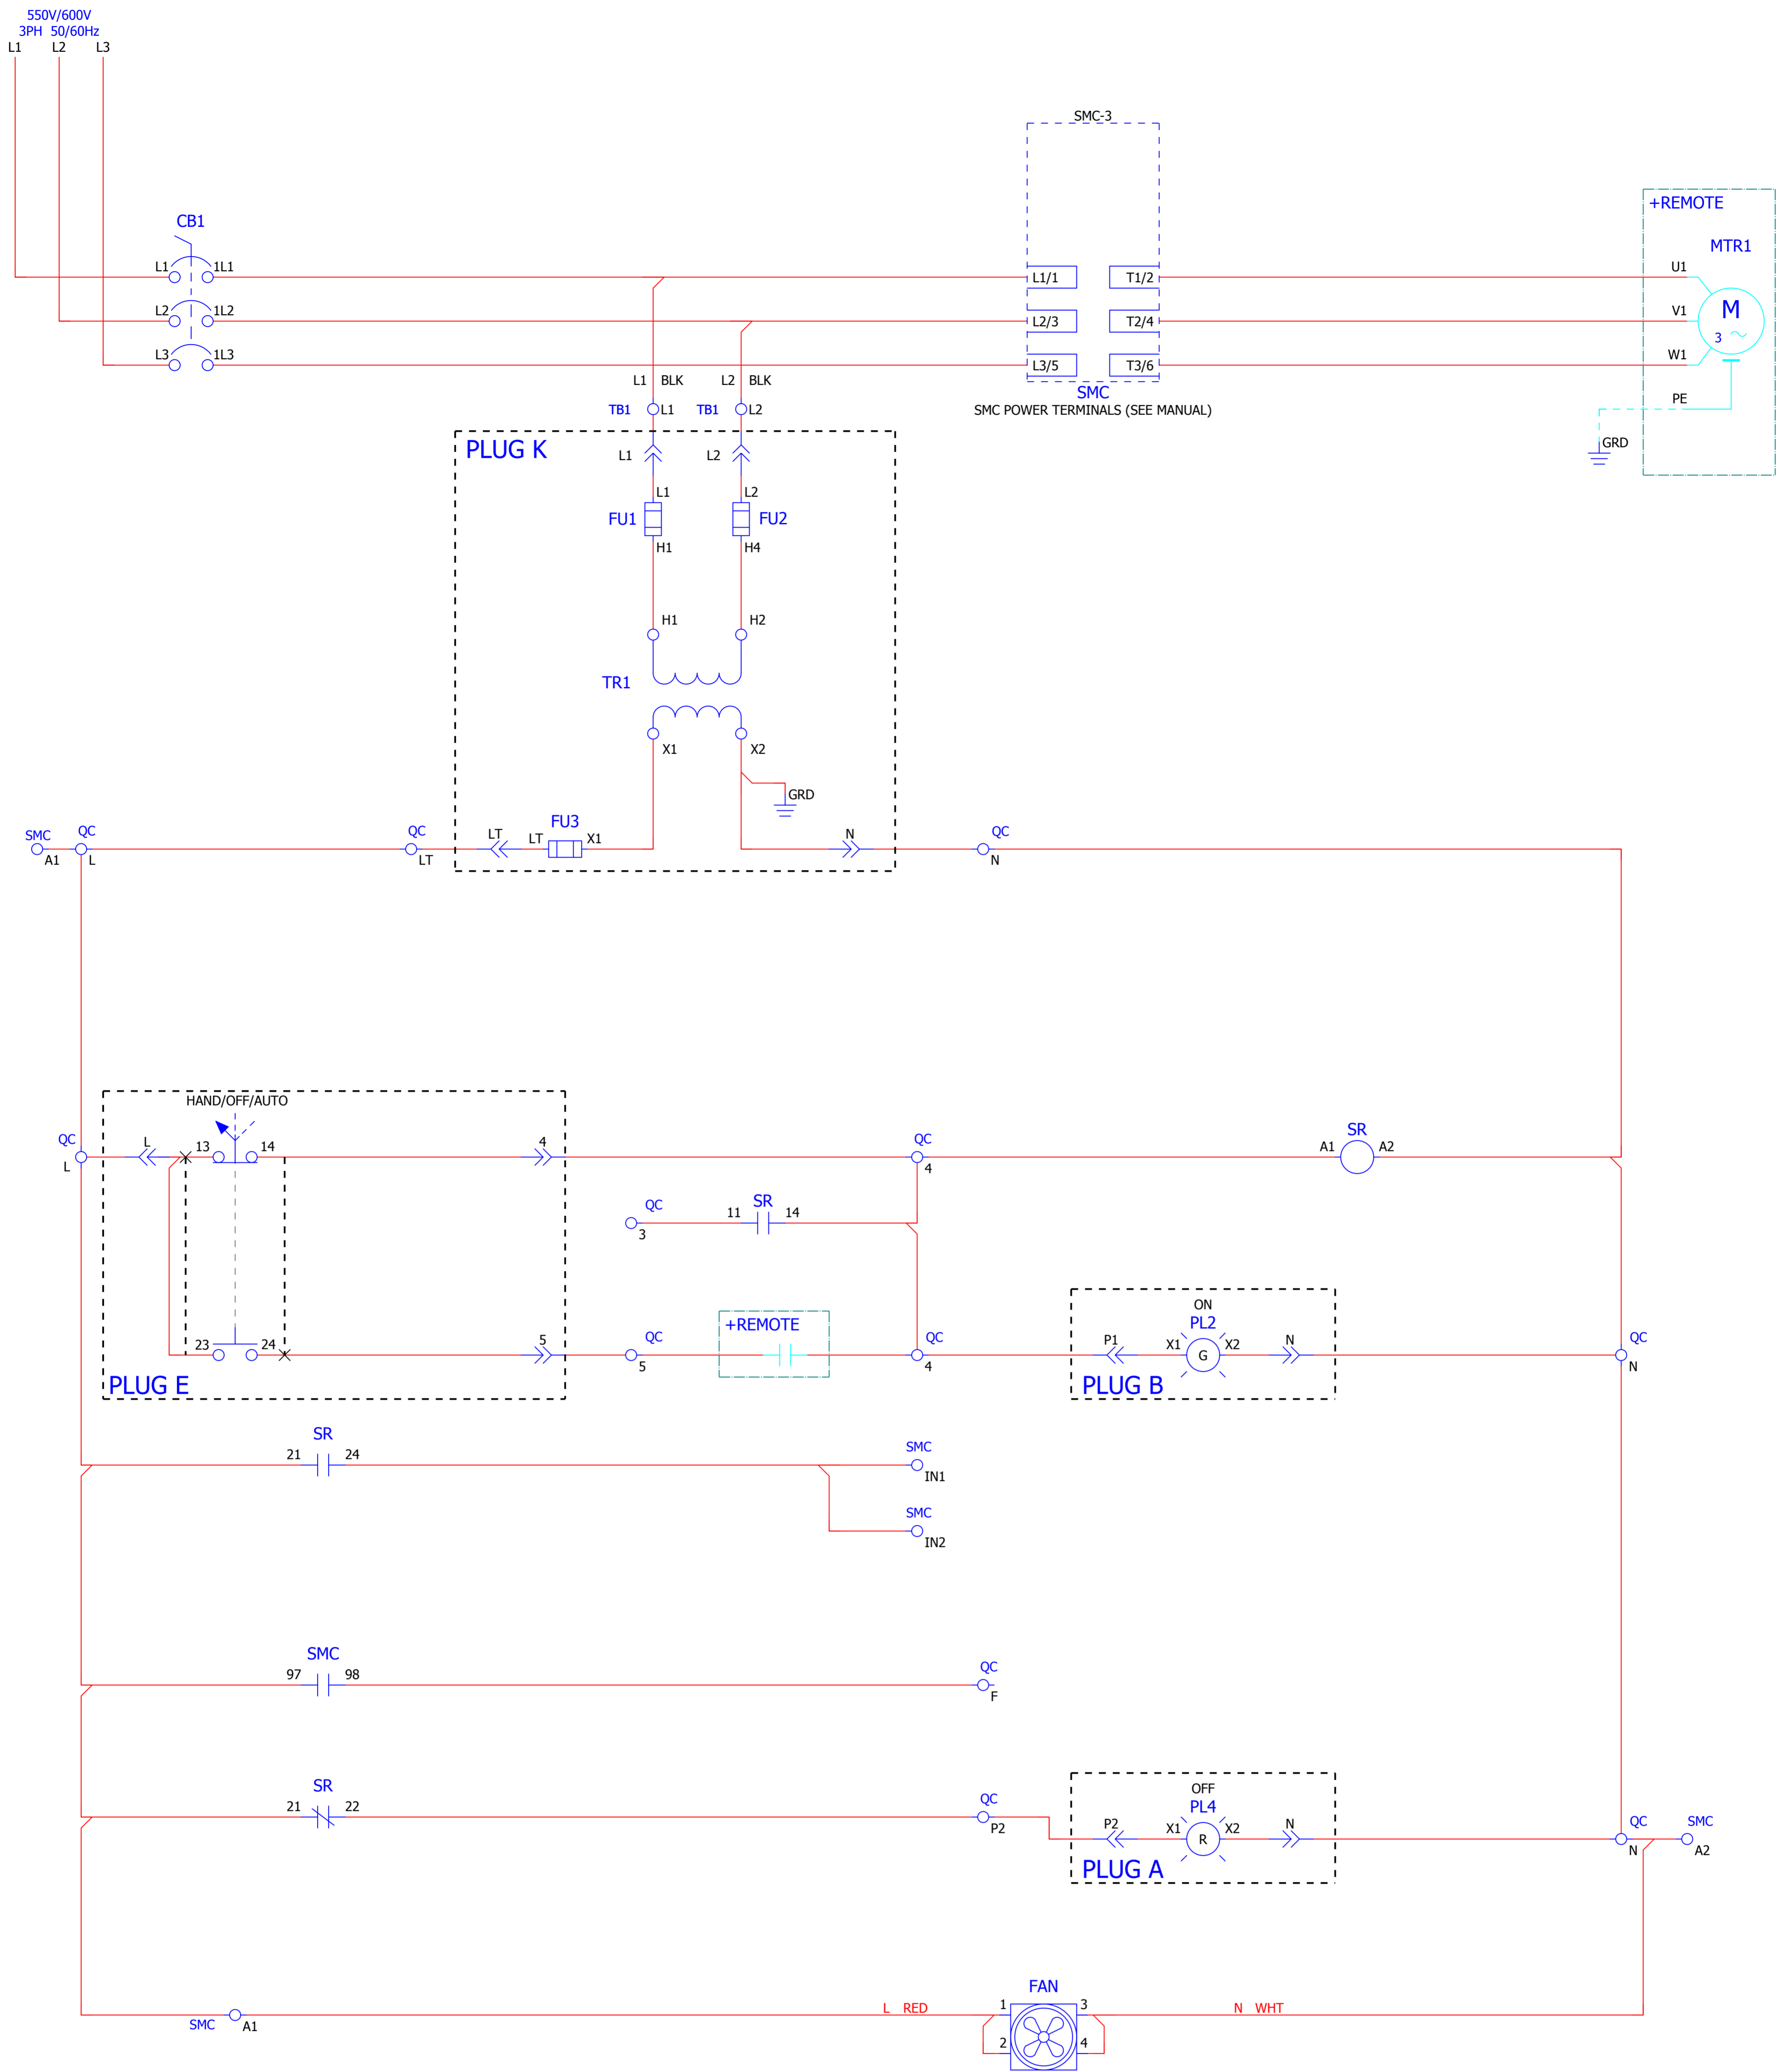 550V/600V
3PH 50/60Hz
L1 L2 L3
SMC-3
+REMOTE
CB1
MTR1
L1 1L1 L1/1 T1/2 U1
L2 1L2 L2/3 T2/4 V1
M
3
L3 1L3 L3/5 T3/6 W1
L1 BLK L2 BLK
SMC
SMC POWER TERMINALS (SEE MANUAL)
TB1 L1 TB1 L2
PE
GRD
PLUG K
L1 L2
L1 L2
FU1 FU2
H1 H4
H1 H2
TR1
X1 X2
GRD
SMC QC QC FU3 QC
LT LT X1 N
A1 L LT N
HAND/OFF/AUTO
QC L 13 14 4 QC SR
A1 A2
L 4
QC SR
11 14
3
ON
+REMOTE PL2
23 24 5 QC P1 X1 X2 N QC
G
5 4 N
PLUG E PLUG B
SR SMC
21 24
IN1
SMC
IN2
SMC QC
97 98
F
SR OFF
21 22 QC PL4
P2 P2 X1 X2 N QC SMC
R
N A2
PLUG A
FAN
L RED 1 3 N WHT
SMC A1
2 4